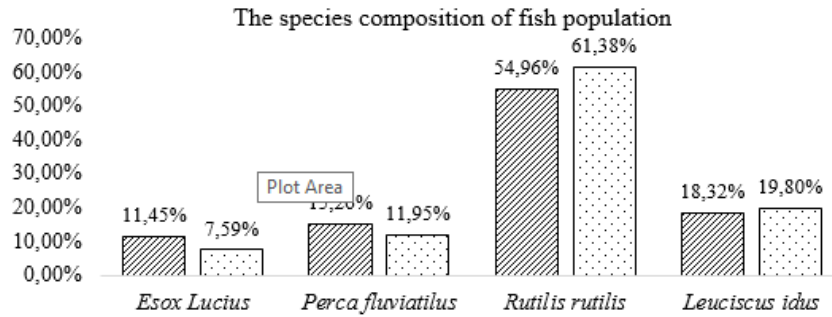 The species composition of fish population
70,00%
60,00%
50,00%
40,00%
30,00%
20,00%
10,00%
0,00%
11,45%
7,59%
Plot Area
11,95%
54,96%
61,38%
18,32%
19,80%
Esox Lucius
Perca fluviatilus
Rutilis rutilis
Leuciscus idus